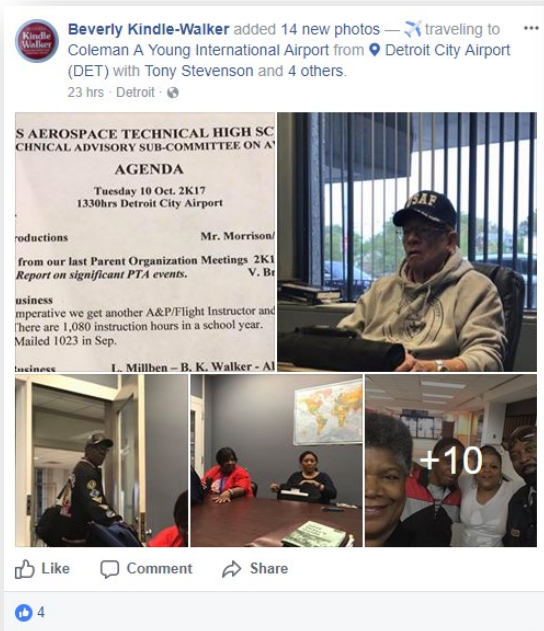 Kindle
Walker
Beverly Kindle-Walker added 14 new photos — traveling to
Coleman A Young International Airport from Detroit City Airport
(DET) with Tony Stevenson and 4 others.
23 hrs · Detroit ·
S AEROSPACE TECHNICAL HIGH SC
CHNICAL ADVISORY SUB-COMMITTEE ON A
AGENDA
Tuesday 10 Oct. 2K17
1330hrs Detroit City Airport
roductions Mr. Morrison/
from our last Parent Organization Meetings 2K1
Report on significant PTA events. V. Br
usiness
mperative we get another A&P/Flight Instructor and
There are 1,080 instruction hours in a school year.
Mailed 1023 in Sep.
usiness L. Millben – B. K. Walker - Al
USAF
+10
Like Comment Share
4